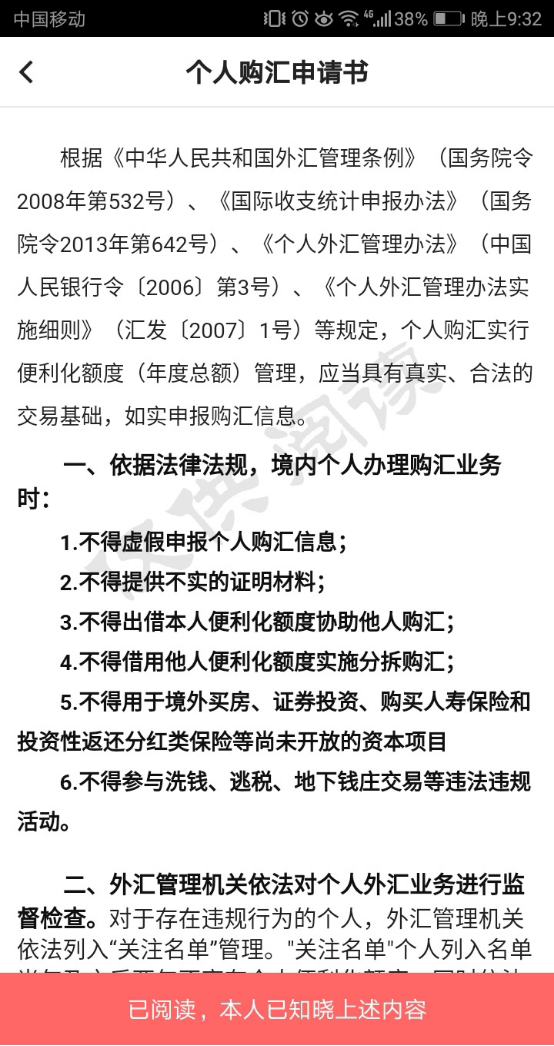 中国移动 4G 38% 晚上9:32
个人购汇申请书
根据《中华人民共和国外汇管理条例》（国务院令
2008年第532号）、《国际收支统计申报办法》（国务
院令2013年第642号）、《个人外汇管理办法》（中国
人民银行令〔2006〕第3号）、《个人外汇管理办法实
施细则》（汇发〔2007〕1号）等规定，个人购汇实行
便利化额度（年度总额）管理，应当具有真实、合法的
交易基础，如实申报购汇信息。
一、依据法律法规，境内个人办理购汇业务
时：
1.不得虚假申报个人购汇信息；
2.不得提供不实的证明材料；
3.不得出借本人便利化额度协助他人购汇；
4.不得借用他人便利化额度实施分拆购汇；
5.不得用于境外买房、证券投资、购买人寿保险和
投资性返还分红类保险等尚未开放的资本项目
6.不得参与洗钱、逃税、地下钱庄交易等违法违规
活动。
二、外汇管理机关依法对个人外汇业务进行监
督检查。对于存在违规行为的个人，外汇管理机关
依法列入“关注名单”管理。"关注名单"个人列入名单
仅供阅读
已阅读，本人已知晓上述内容